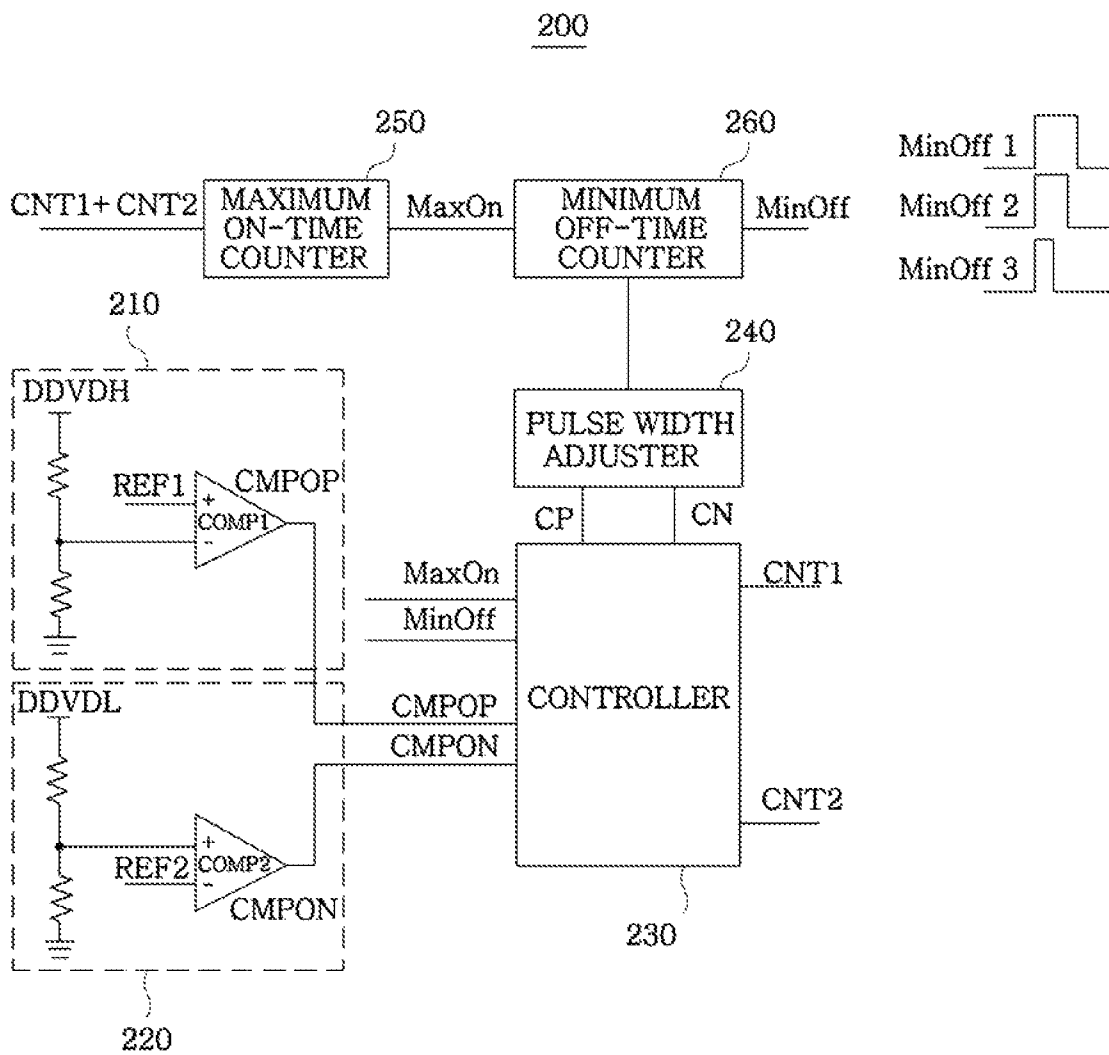 200
250
260
CNT1+ CNT2
MAXIMUM
ON-TIME
COUNTER
MaxOn
MINIMUM
OFF-TIME
COUNTER
MinOff
MinOff 1
MinOff 2
MinOff 3
210
240
DDVDH
REF1
+
COMP1
-
CMPOP
PULSE WIDTH
ADJUSTER
CP
CN
MaxOn
MinOff
CNT1
CONTROLLER
DDVDL
CMPOP
CMPON
CNT2
+
REF2
COMP2
-
CMPON
230
220